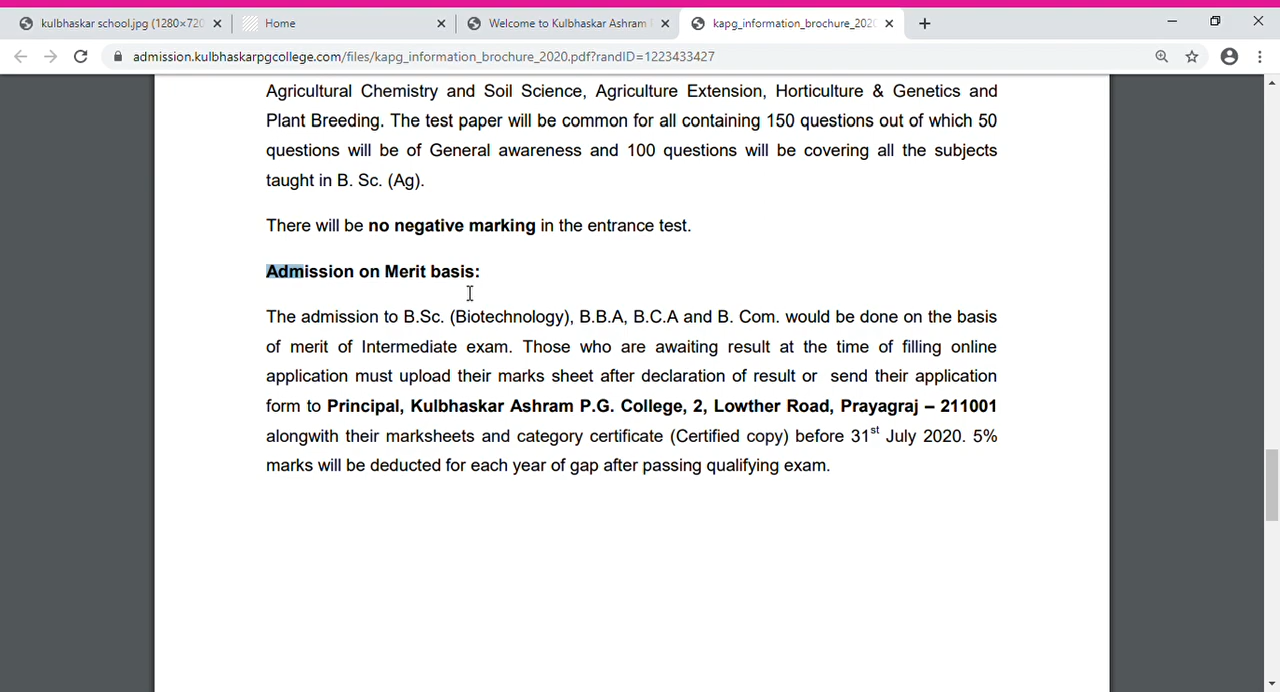 kulbhaskar school.jpg (1280×720
Home
Welcome to Kulbhaskar Ashram
kapg_information_brochure_2020
admission.kulbhaskarpgcollege.com/files/kapg_information_brochure_2020.pdf?randID=1223433427
Agricultural Chemistry and Soil Science, Agriculture Extension, Horticulture & Genetics and
Plant Breeding. The test paper will be common for all containing 150 questions out of which 50
questions will be of General awareness and 100 questions will be covering all the subjects
taught in B. Sc. (Ag).
There will be no negative marking in the entrance test.
Admission on Merit basis:
The admission to B.Sc. (Biotechnology), B.B.A, B.C.A and B. Com. would be done on the basis
of merit of Intermediate exam. Those who are awaiting result at the time of filling online
application must upload their marks sheet after declaration of result or send their application
form to Principal, Kulbhaskar Ashram P.G. College, 2, Lowther Road, Prayagraj – 211001
alongwith their marksheets and category certificate (Certified copy) before 31st July 2020. 5%
marks will be deducted for each year of gap after passing qualifying exam.